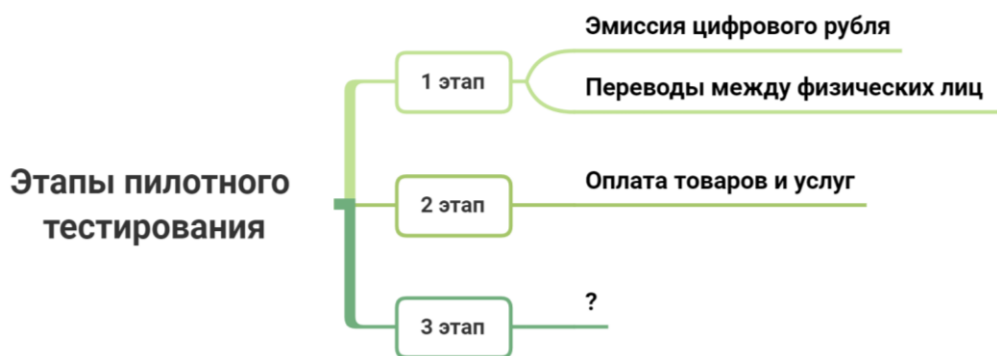 Этапы пилотного
тестирования
1 этап
Эмиссия цифрового рубля
Переводы между физических лиц
2 этап
Оплата товаров и услуг
3 этап
?